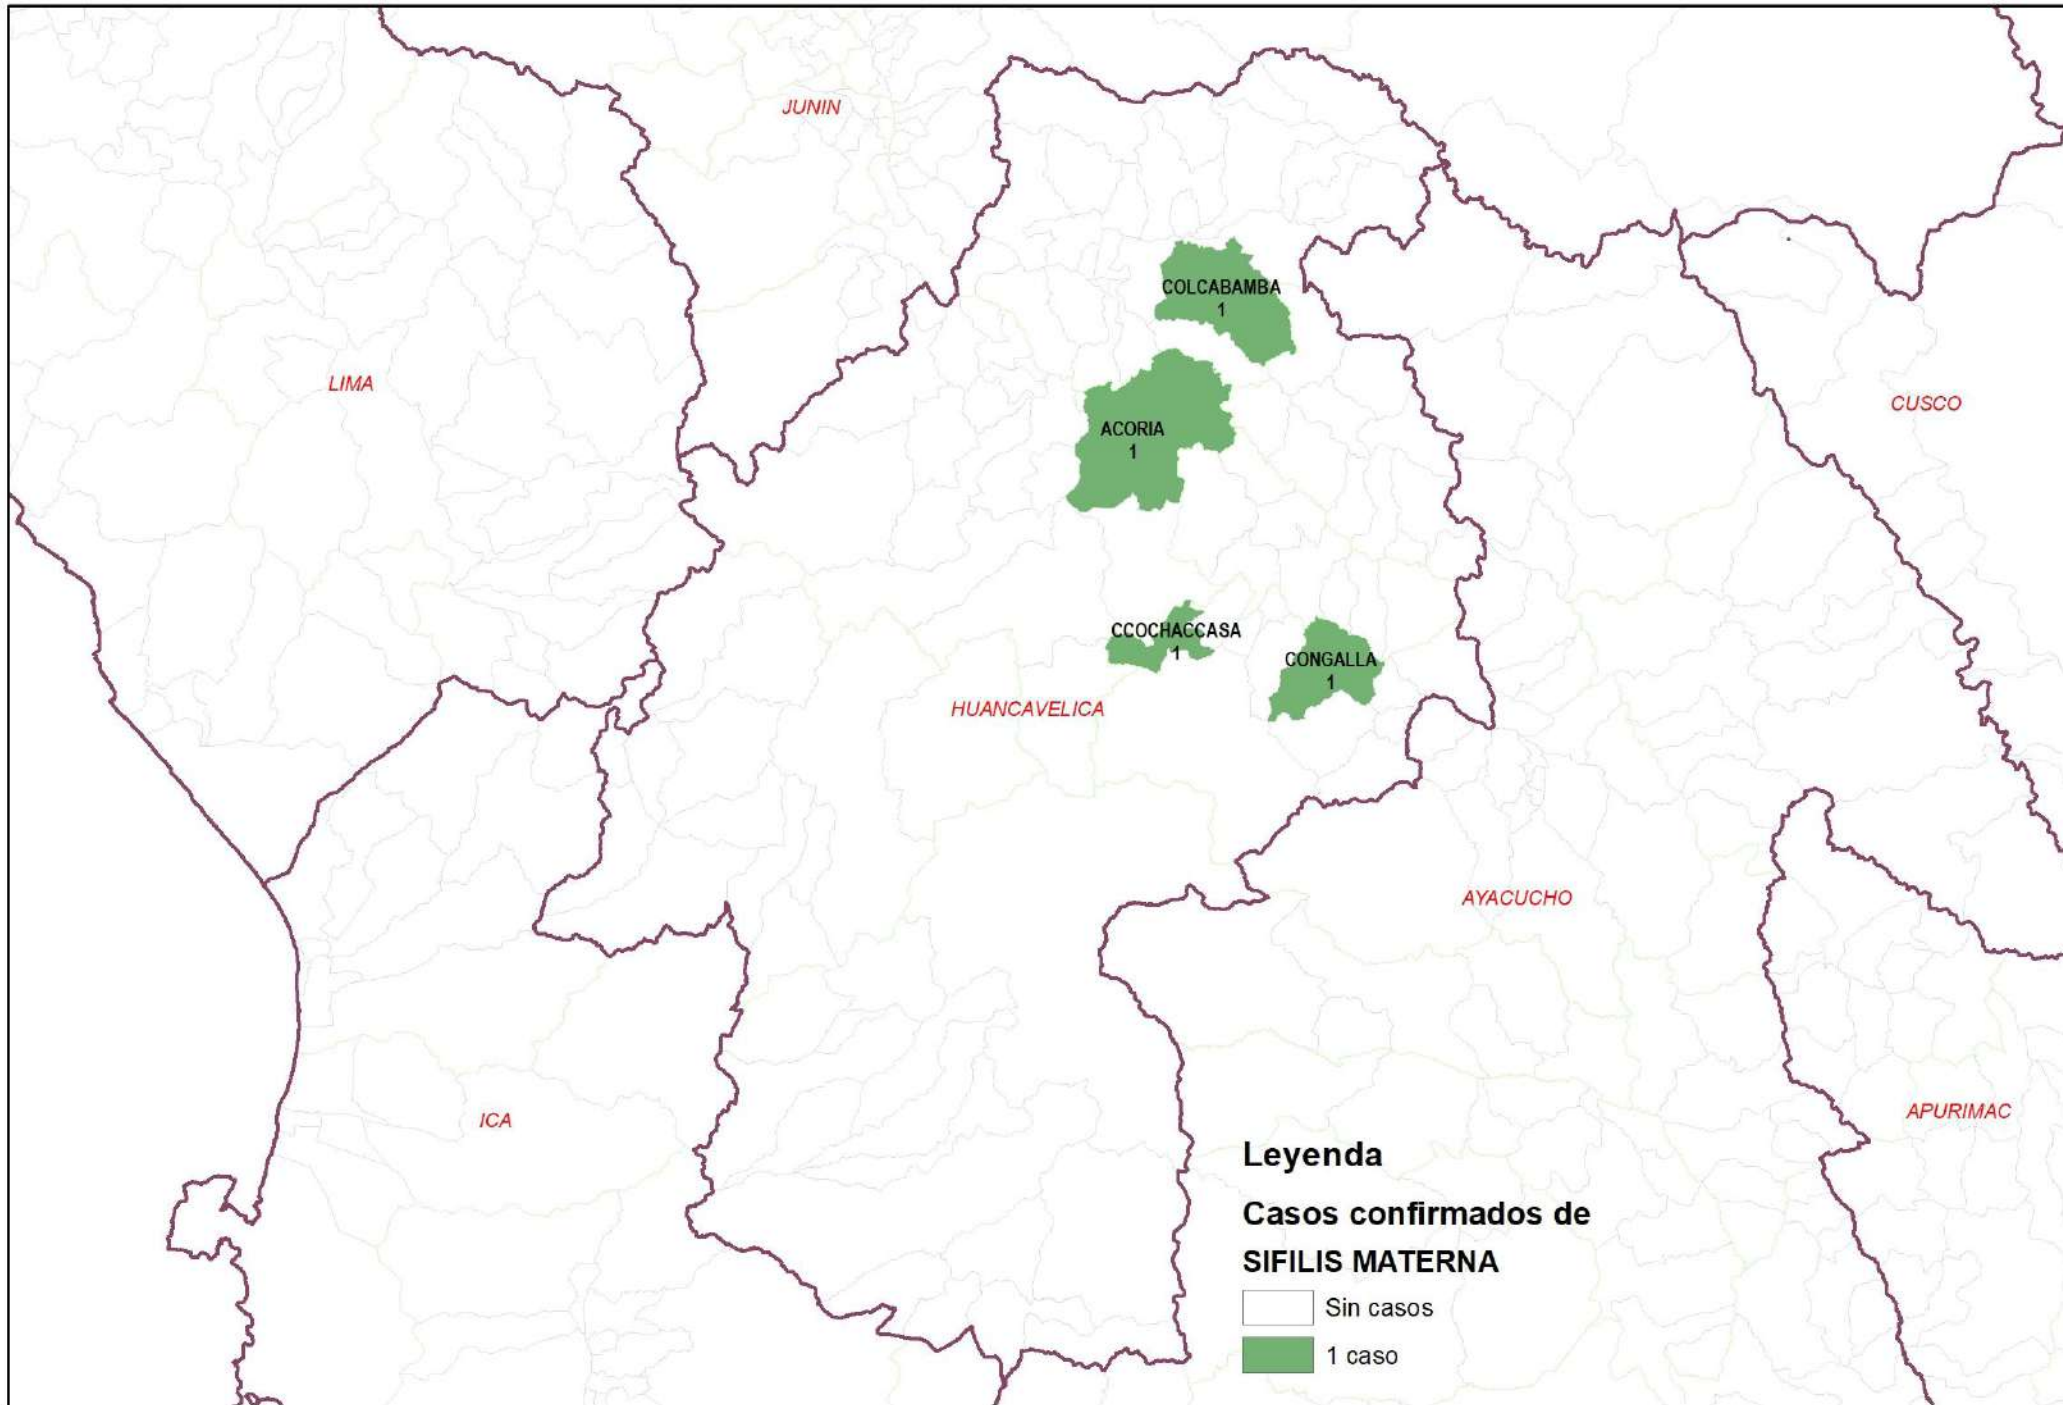 JUNIN
COLCABAMBA
1
LIMA
CUSCO
ACORIA
1
CCOCHACCASA
1
CONGALLA
1
HUANCAVELICA
AYACUCHO
ICA
APURIMAC
Leyenda
Casos confirmados de
SIFILIS MATERNA
Sin casos
1 caso